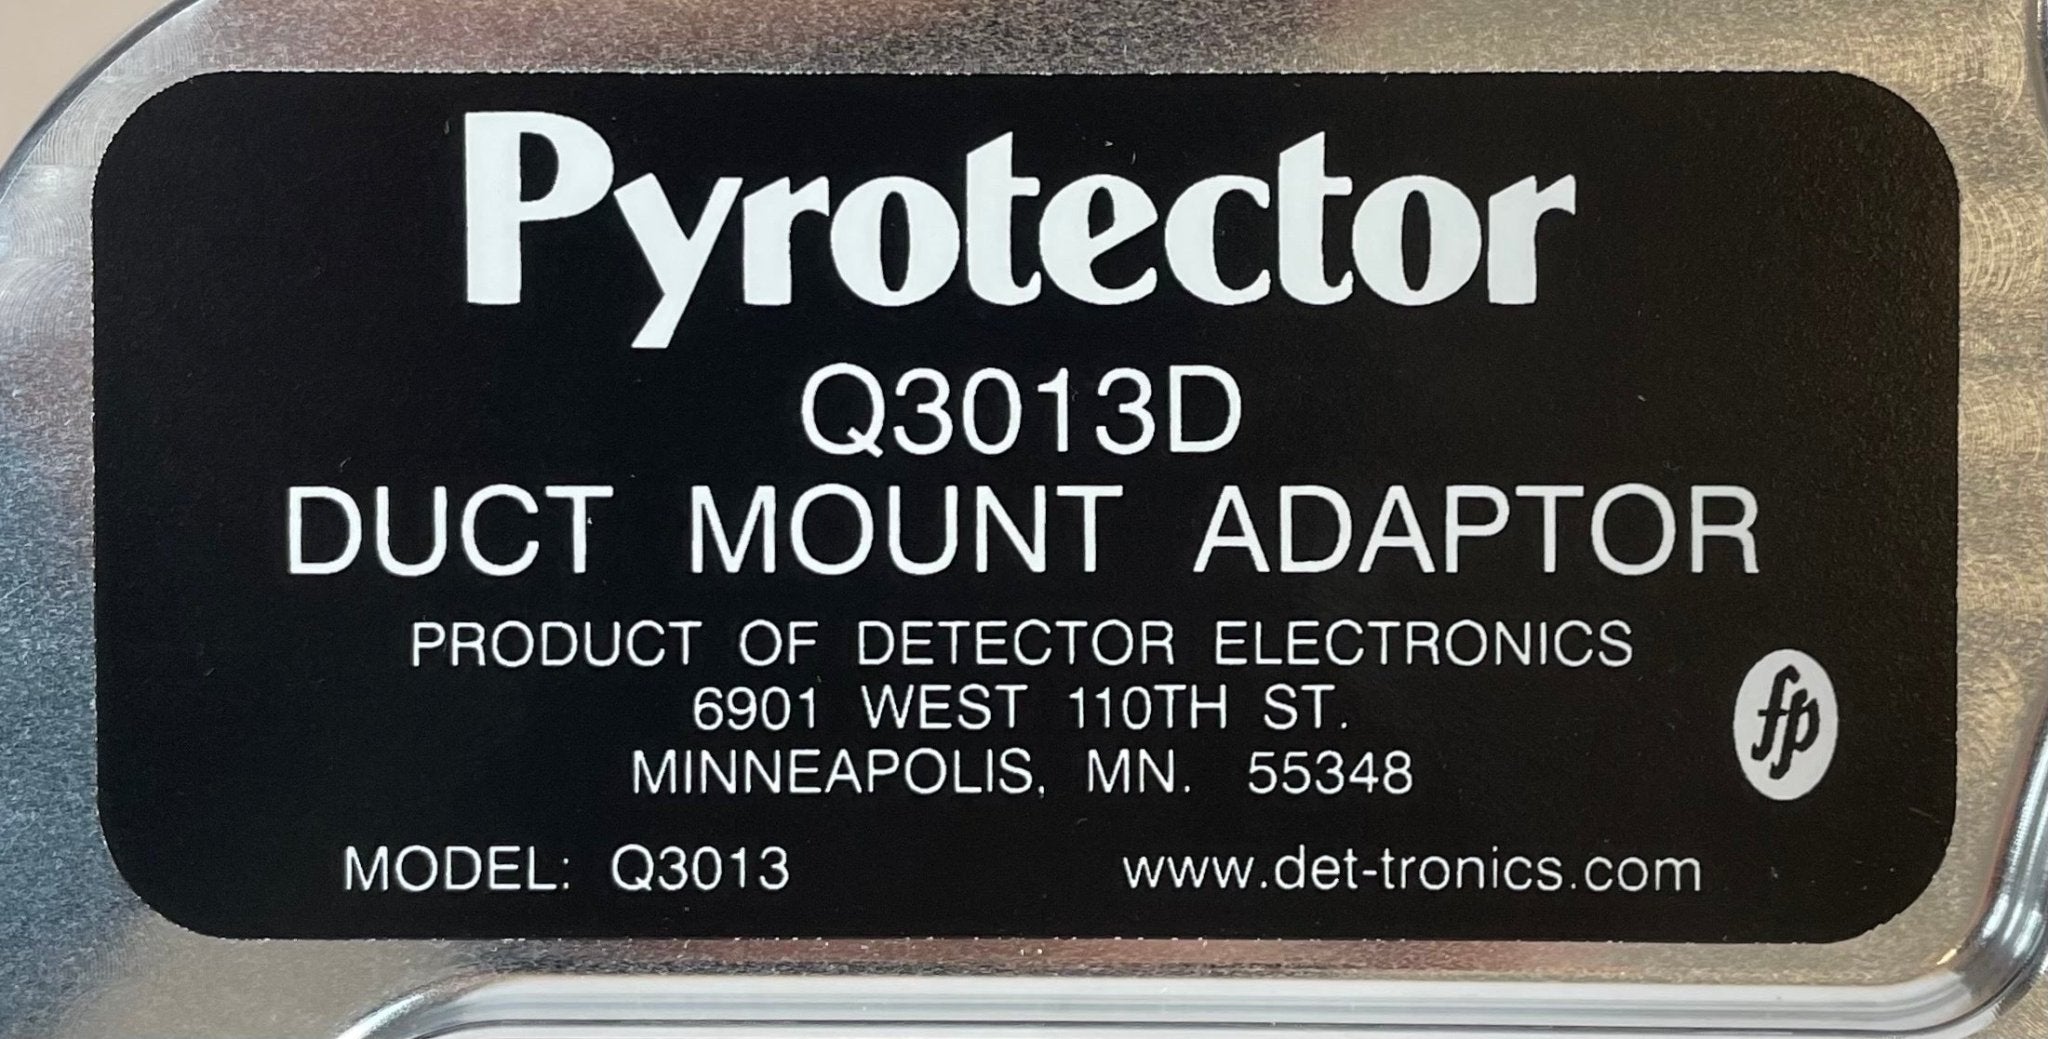 Pyrotector
Q3013D
DUCT MOUNT ADAPTOR
PRODUCT OF DETECTOR ELECTRONICS
6901 WEST 110TH ST.
MINNEAPOLIS, MN. 55348
fp
MODEL: Q3013 www.det-tronics.com